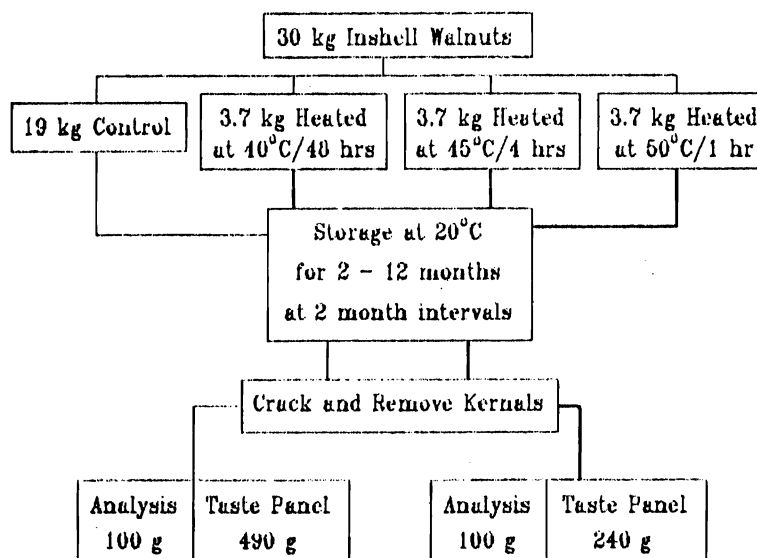 30 kg Inshell Walnuts
19 kg Control
3.7 kg Heated
at 40°C/48 hrs
3.7 kg Heated
at 45°C/4 hrs
3.7 kg Heated
at 50°C/1 hr
Storage at 20°C
for 2 - 12 months
at 2 month intervals
Crack and Remove Kernals
Analysis
100 g
Taste Panel
490 g
Analysis
100 g
Taste Panel
240 g